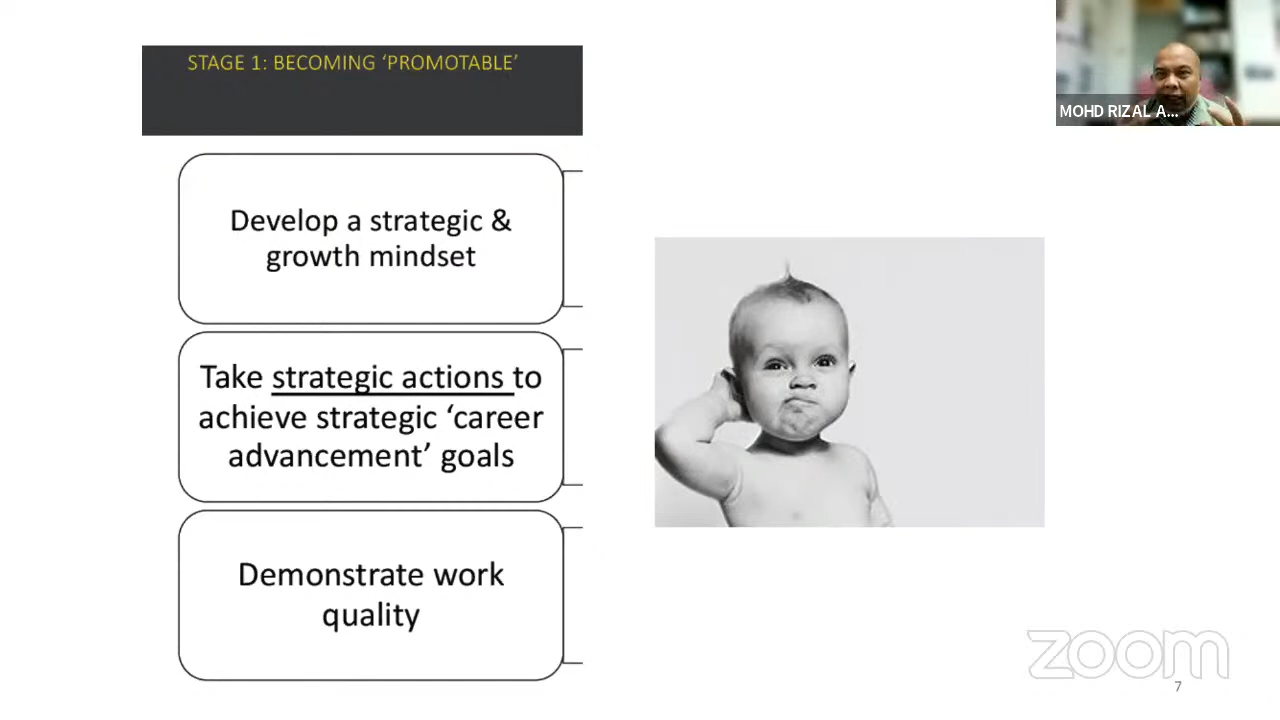 STAGE 1: BECOMING ‘PROMOTABLE’
MOHD RIZAL A...
Develop a strategic &
growth mindset
Take strategic actions to
achieve strategic ‘career
advancement’ goals
Demonstrate work
quality
zoom
7